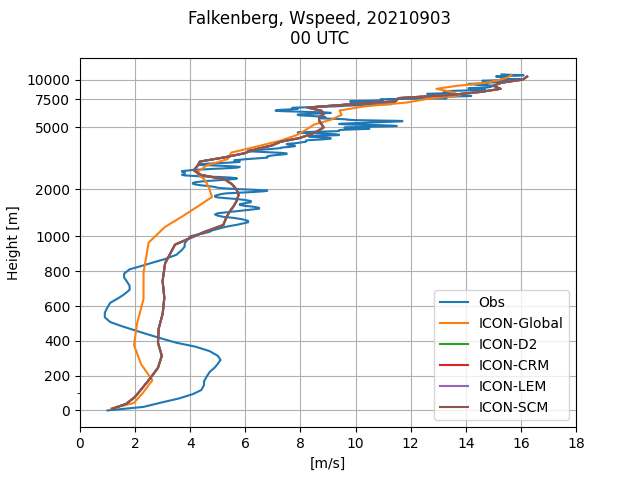 Falkenberg, Wspeed, 20210903
00 UTC
Height [m]
10000
7500
5000
2000
1000
800
600
400
200
0
0 2 4 6 8 10 12 14 16 18
[m/s]
Obs
ICON-Global
ICON-D2
ICON-CRM
ICON-LEM
ICON-SCM